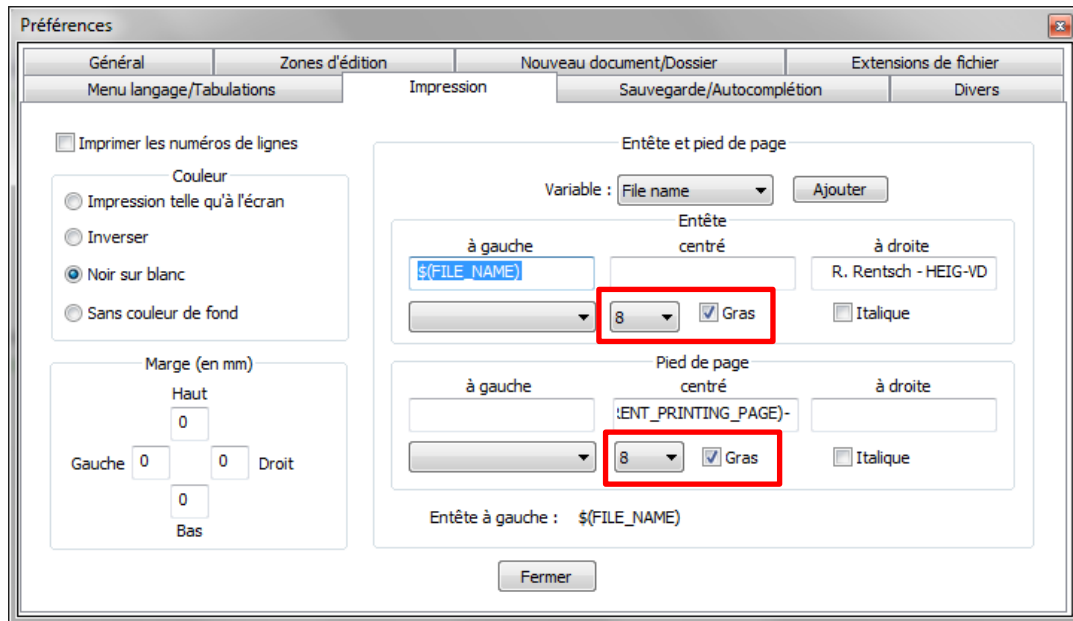 Préférences
Général Zones d'édition Nouveau document/Dossier Extensions de fichier
Menu langage/Tabulations Impression Sauvegarde/Autocomplétion Divers
Imprimer les numéros de lignes
Couleur
Impression telle qu'à l'écran
Inverser
Noir sur blanc
Sans couleur de fond
Marge (en mm)
Haut
0
Gauche 0 0 Droit
0
Bas
Entête et pied de page
Variable : File name Ajouter
Entête
à gauche centré à droite
$(FILE_NAME) R. Rentsch - HEIG-VD
8 Gras Italique
Pied de page
à gauche centré à droite
RENT_PRINTING_PAGE)-
8 Gras Italique
Entête à gauche : $(FILE_NAME)
Fermer